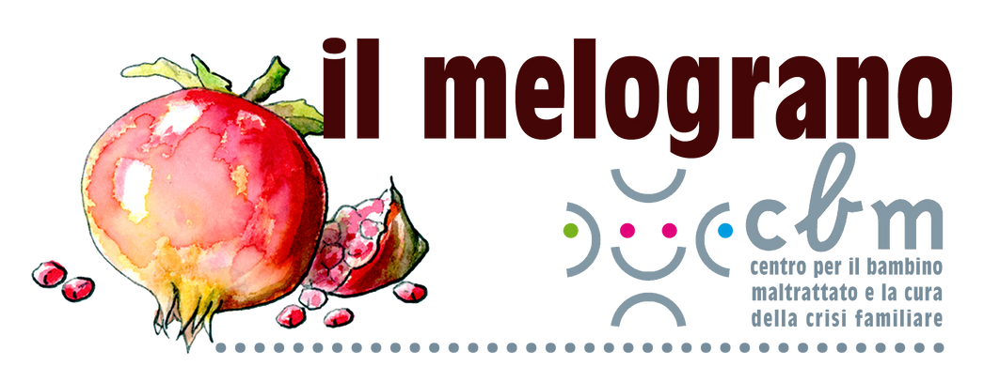 il melograno
cbm
centro per il bambino
maltrattato e la cura
della crisi familiare